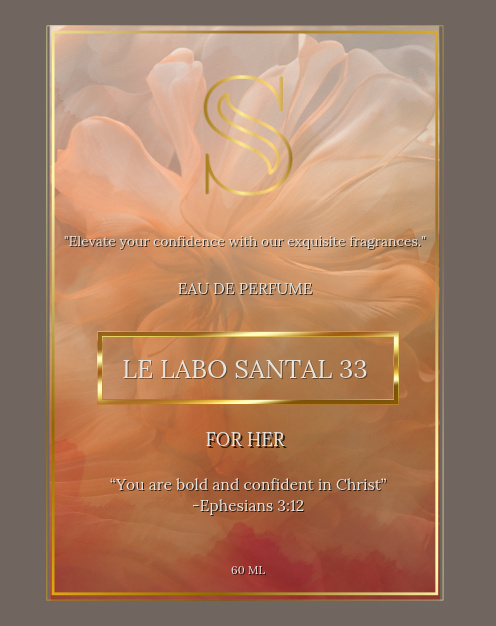 S
"Elevate your confidence with our exquisite fragrances."
EAU DE PERFUME
LE LABO SANTAL 33
FOR HER
“You are bold and confident in Christ”
-Ephesians 3:12
60 ML